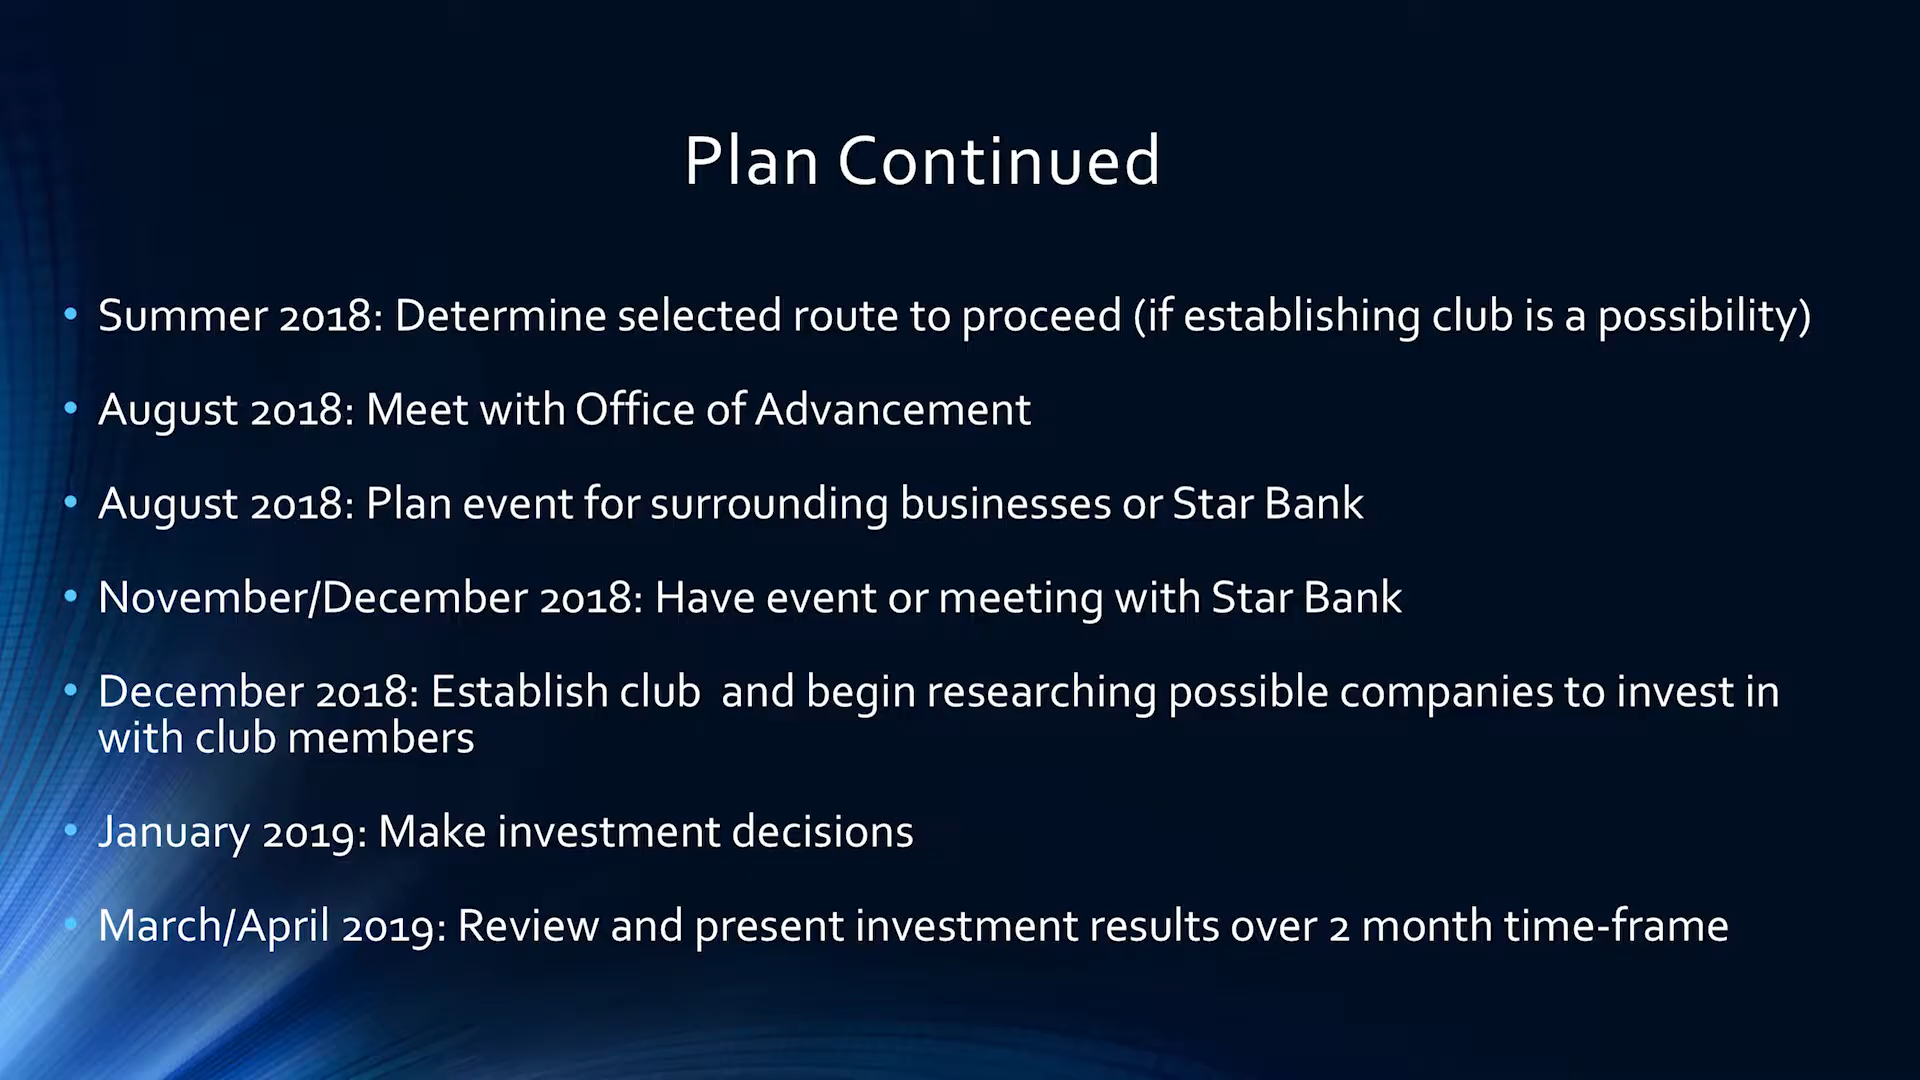 Plan Continued
• Summer 2018: Determine selected route to proceed (if establishing club is a possibility)
• August 2018: Meet with Office of Advancement
• August 2018: Plan event for surrounding businesses or Star Bank
• November/December 2018: Have event or meeting with Star Bank
• December 2018: Establish club  and begin researching possible companies to invest in
with club members
• January 2019: Make investment decisions
• March/April 2019: Review and present investment results over 2 month time-frame